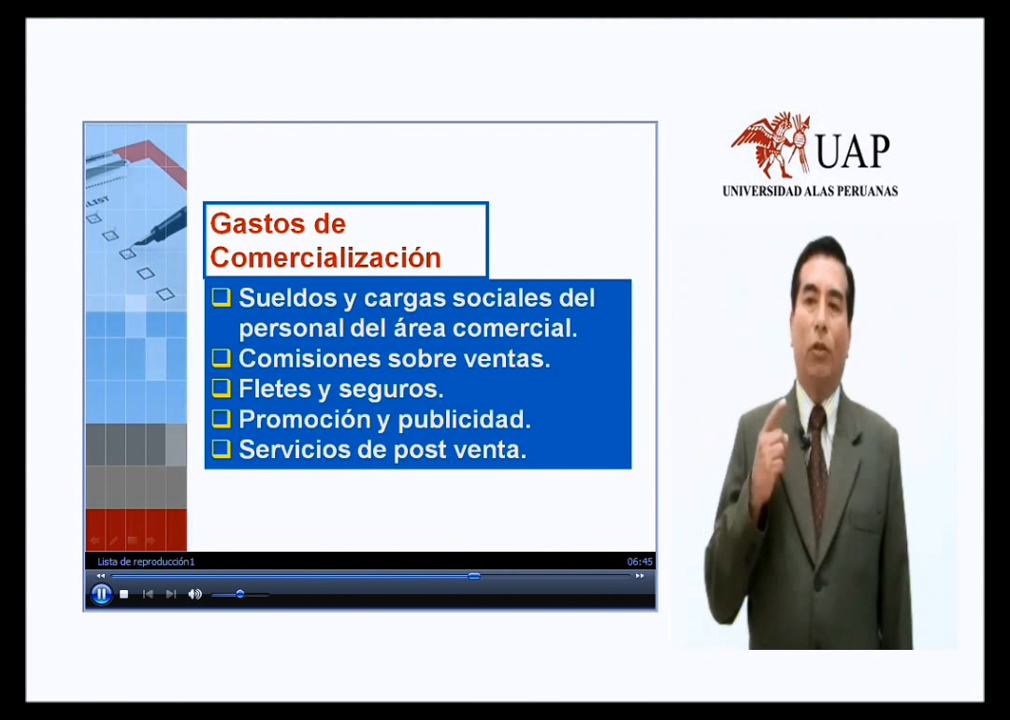 LIST
Gastos de
Comercialización
Sueldos y cargas sociales del
personal del área comercial.
Comisiones sobre ventas.
Fletes y seguros.
Promoción y publicidad.
Servicios de post venta.
Lista de reproducción1
06:45
UAP
UNIVERSIDAD ALAS PERUANAS